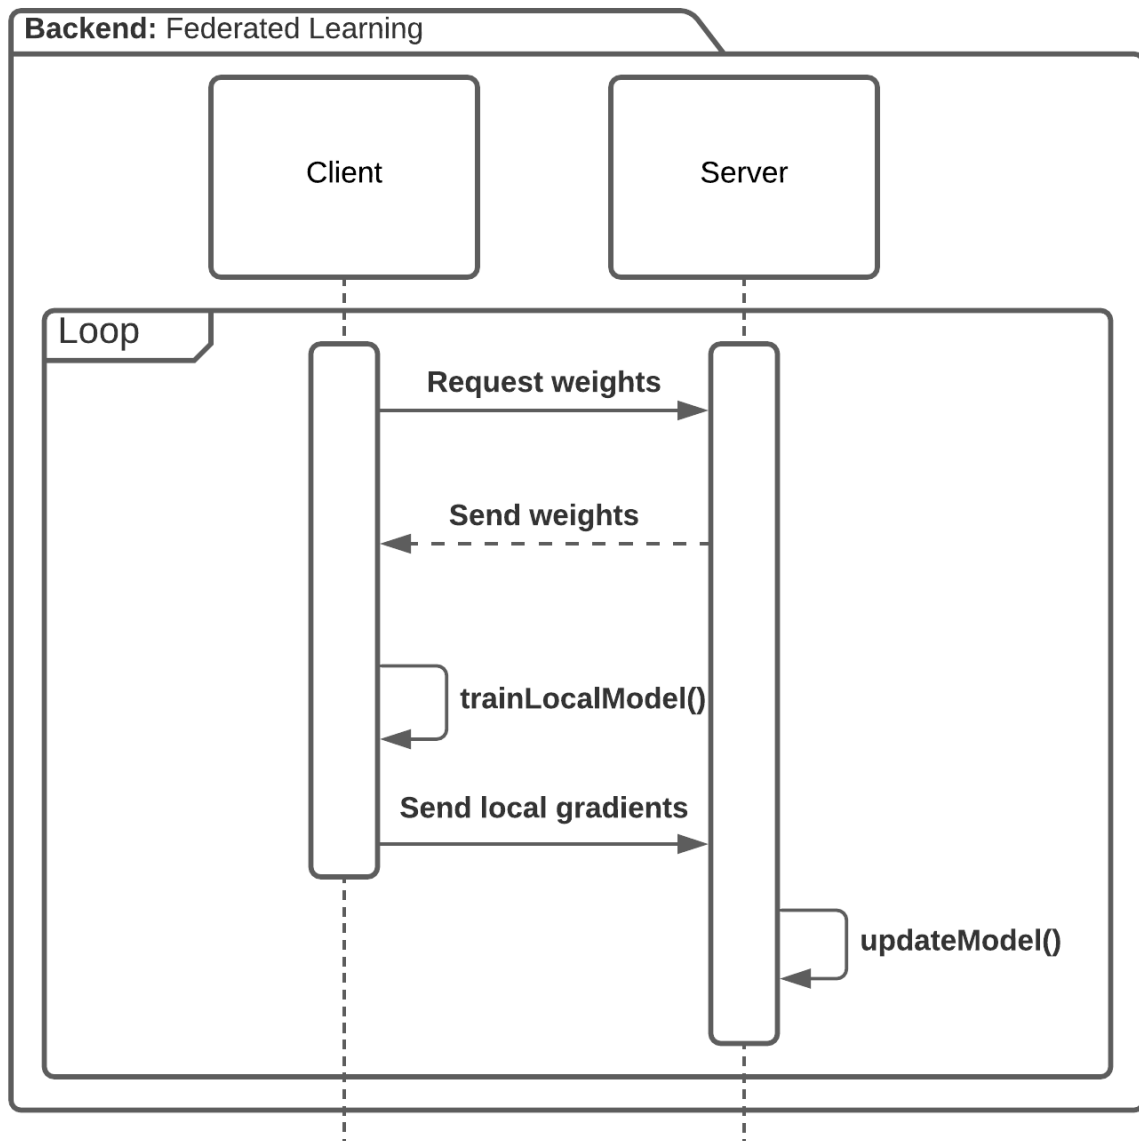 Backend: Federated Learning
Client
Server
Loop
Request weights
Send weights
trainLocalModel()
Send local gradients
updateModel()